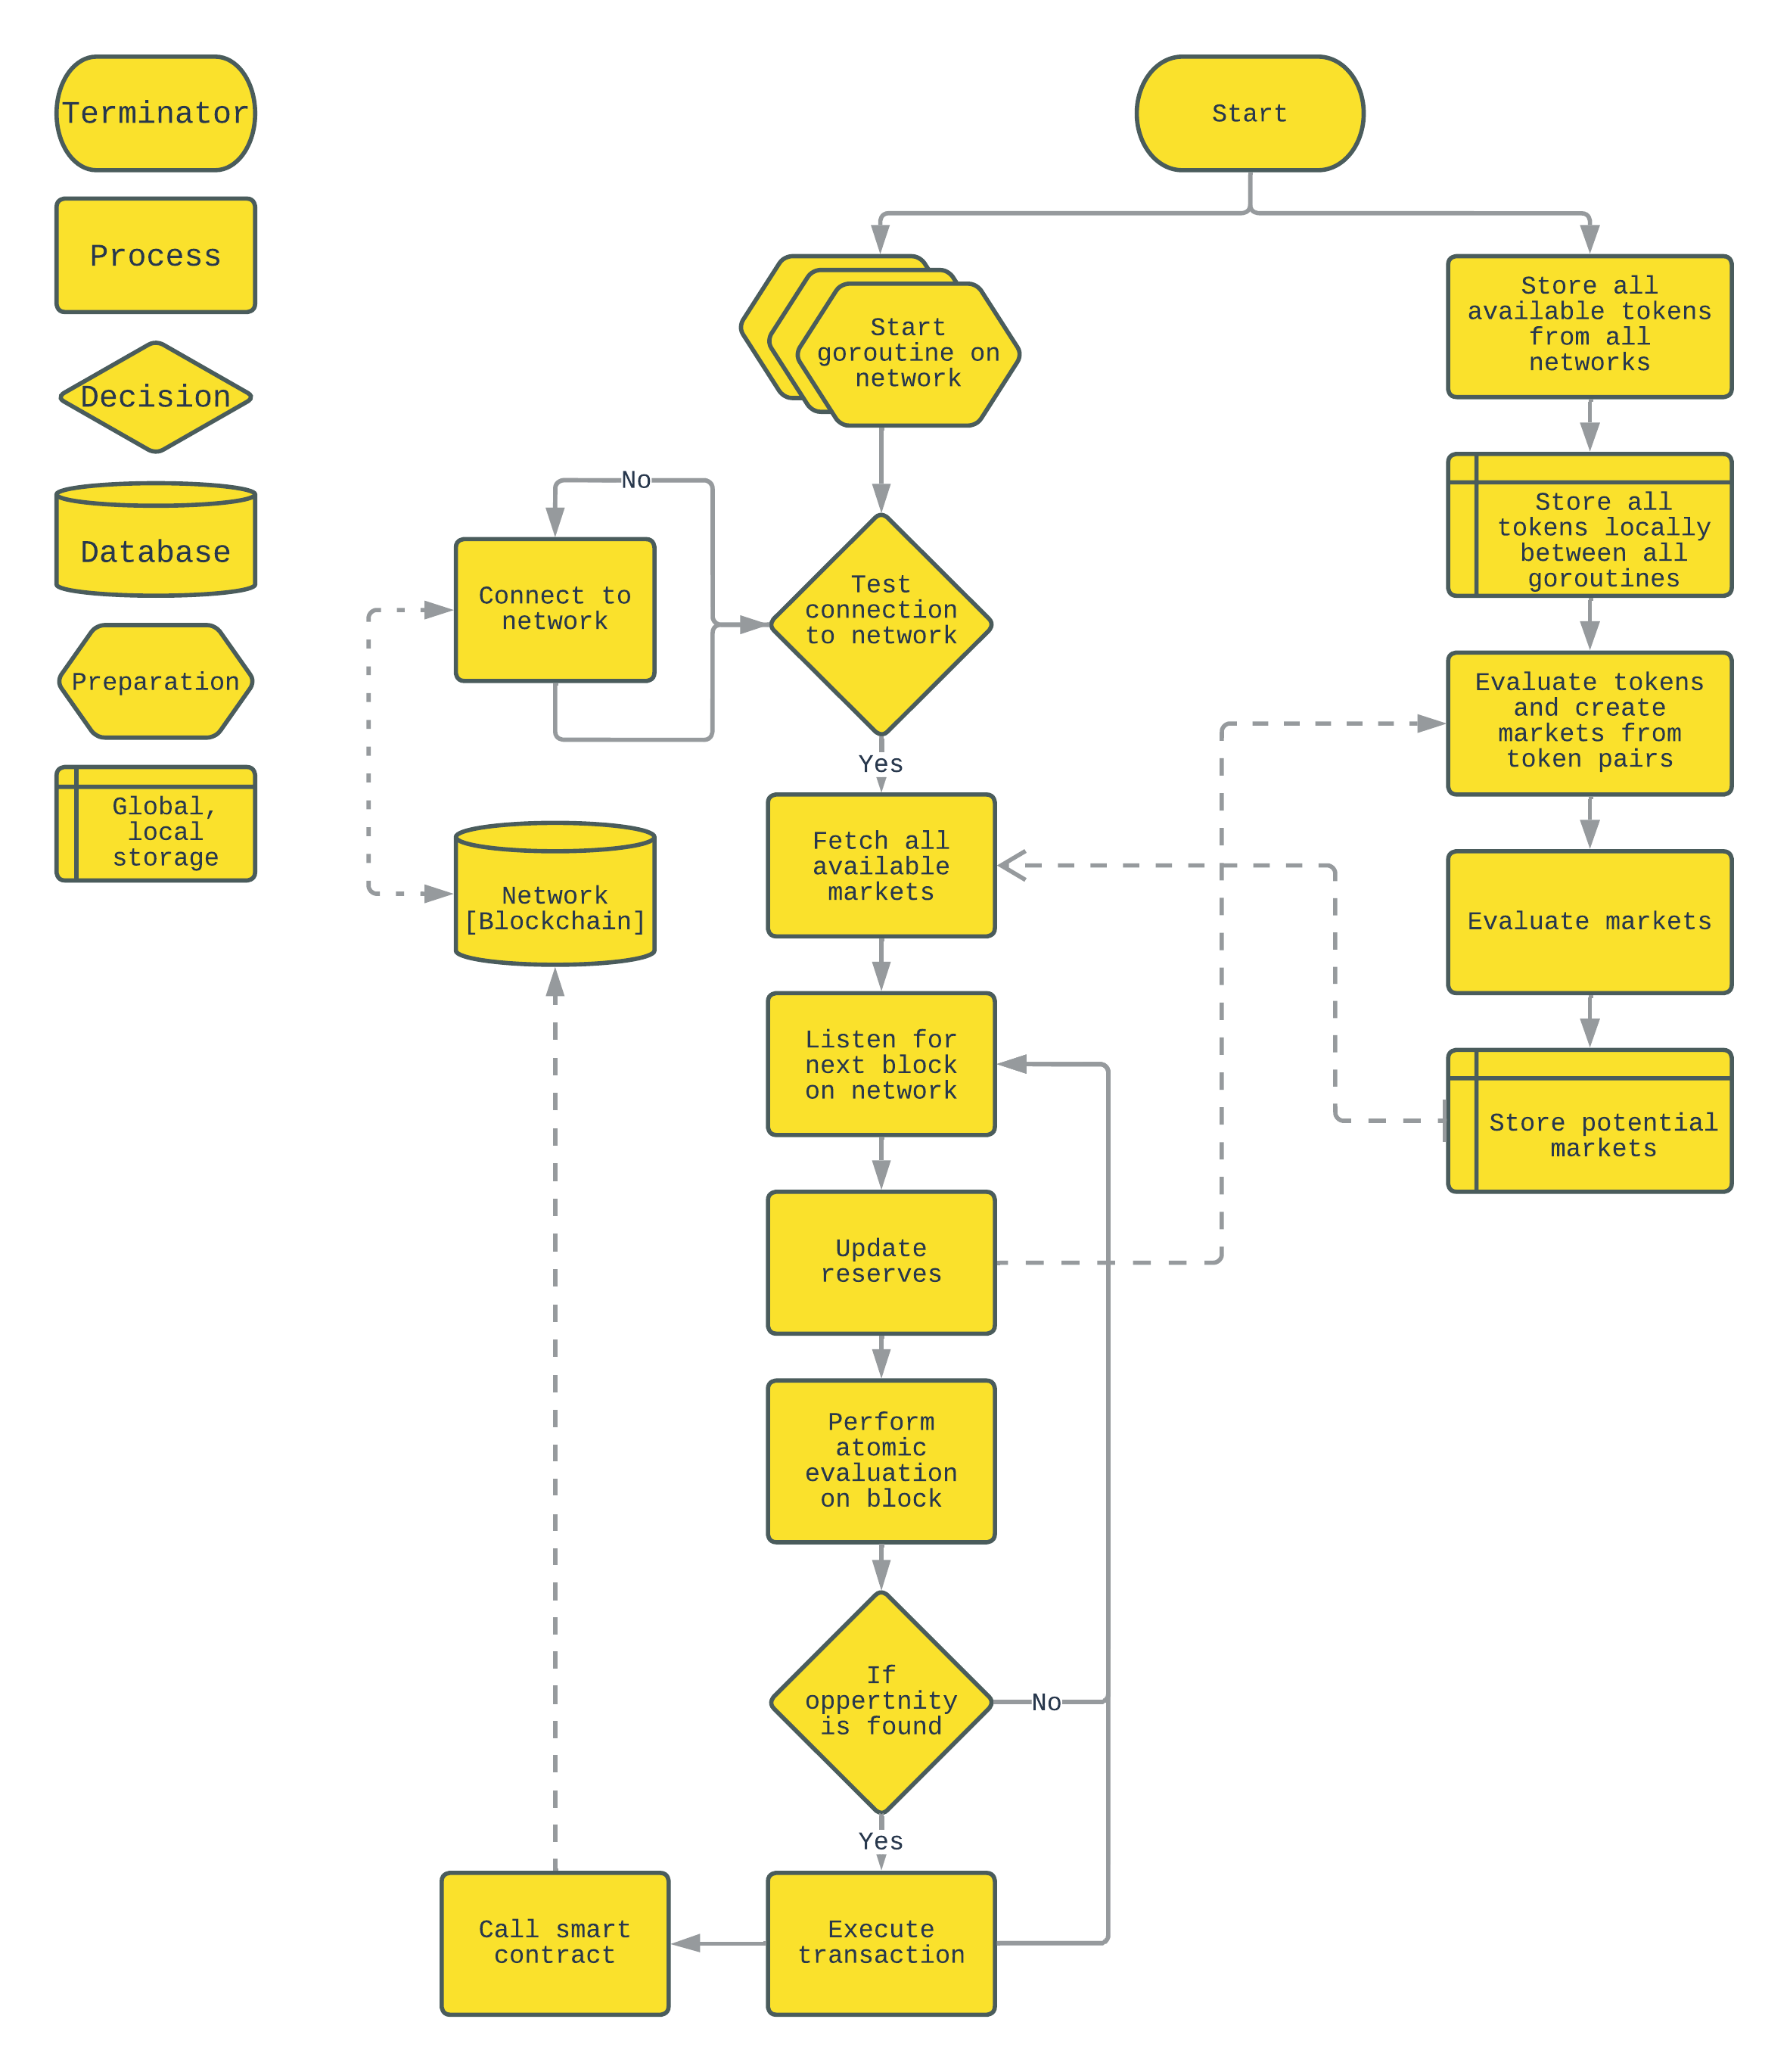 Terminator
Process
Decision
Database
Preparation
Global,
local
storage
Start
Start
goroutine on
network
Store all
available tokens
from all
networks
No
Store all
tokens locally
between all
goroutines
Connect to
network
Test
connection
to network
Evaluate tokens
and create
markets from
token pairs
Yes
Fetch all
available
markets
Network
[Blockchain]
Evaluate markets
Listen for
next block
on network
Store potential
markets
Update
reserves
Perform
atomic
evaluation
on block
If
oppertnity
is found
No
Yes
Call smart
contract
Execute
transaction